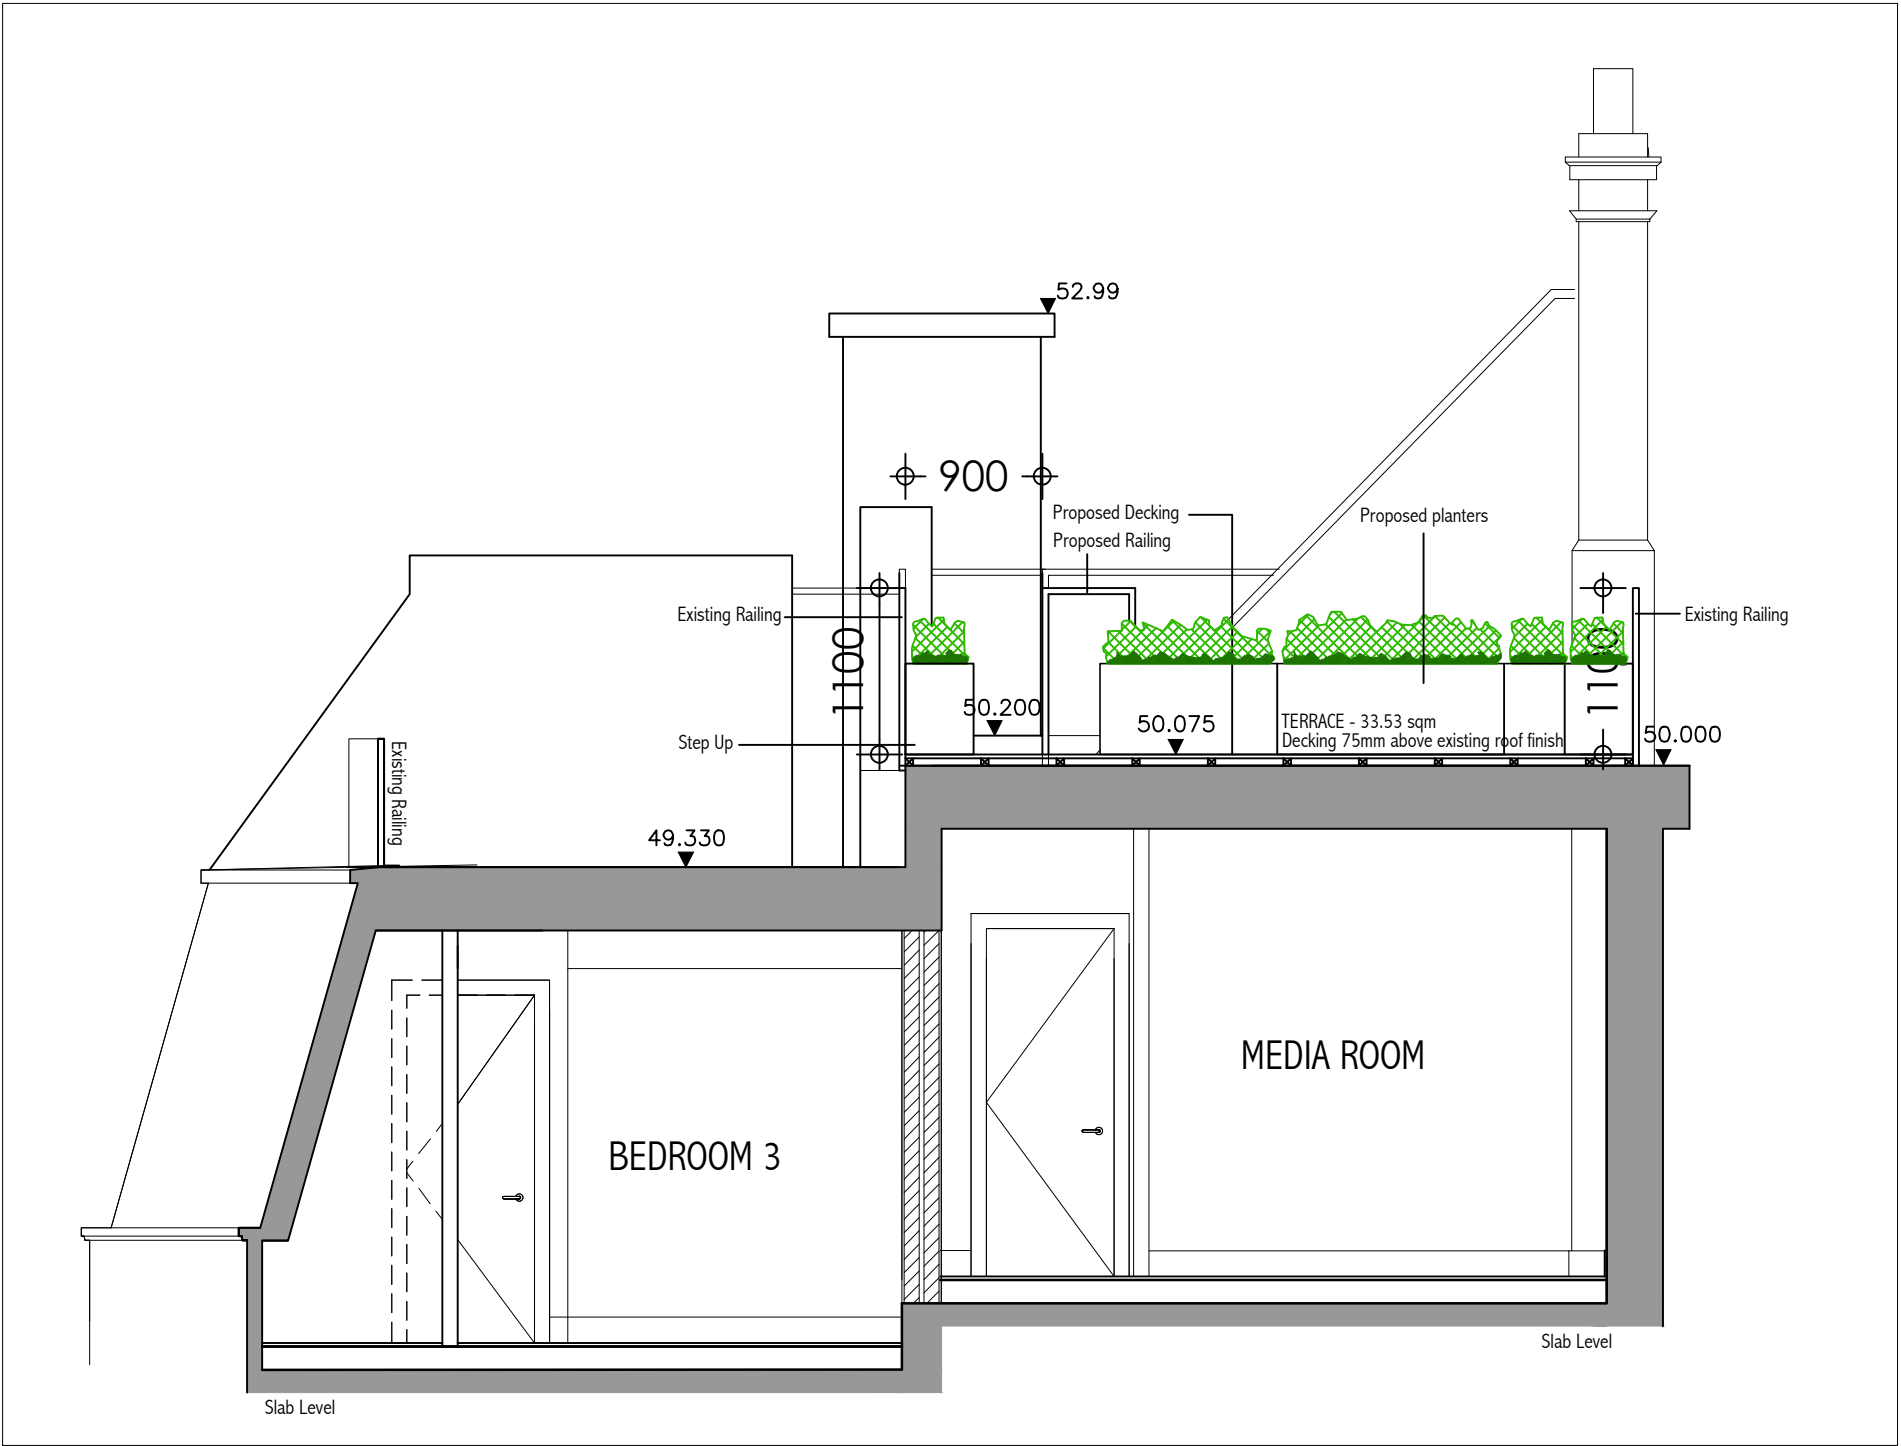 52.99
900
Proposed Decking
Proposed Railing
Proposed planters
Existing Railing
Existing Railing
1100
1100
50.200
50.075
TERRACE - 33.53 sqm
Decking 75mm above existing roof finish
50.000
Step Up
Existing Railing
49.330
MEDIA ROOM
BEDROOM 3
Slab Level
Slab Level